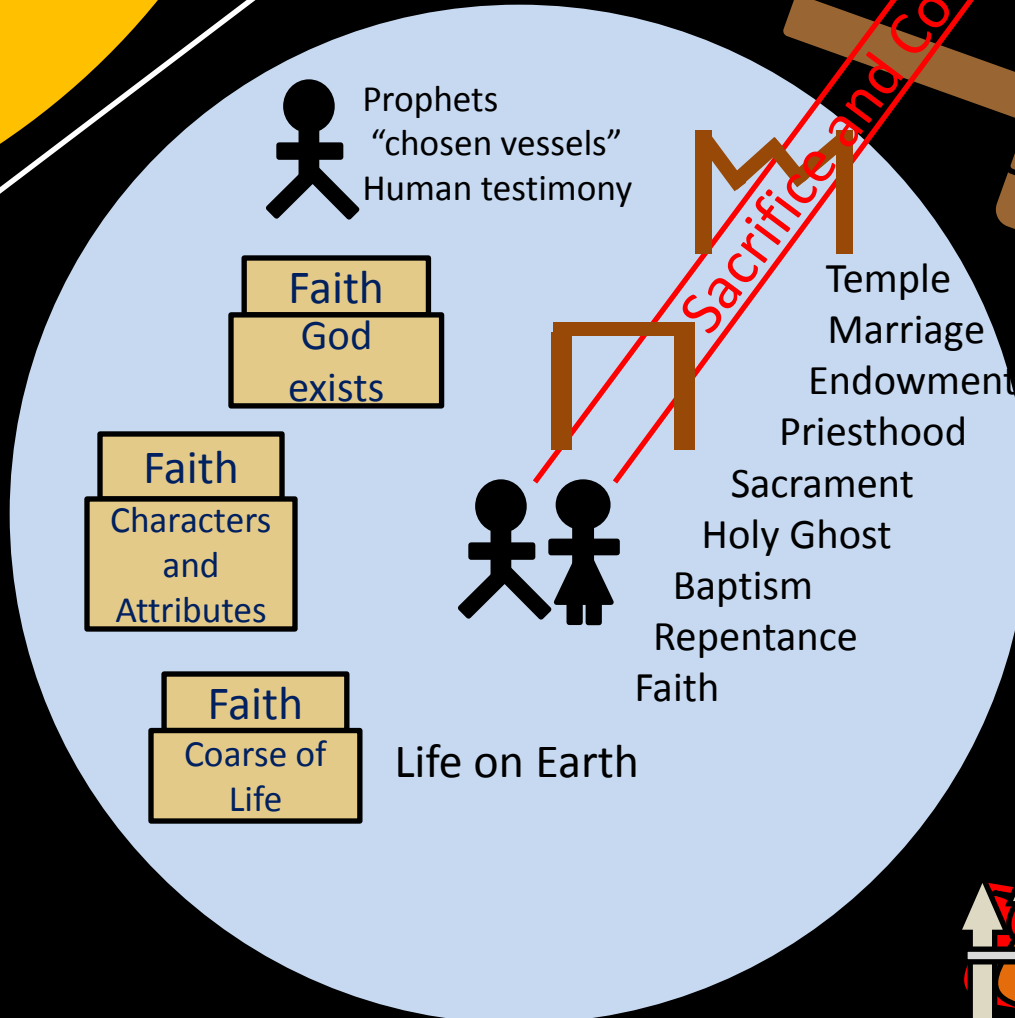 Prophets
“chosen vessels”
Human testimony
Sacrifice and Co
Faith
God
exists
Temple
Marriage
Endowment
Priesthood
Sacrament
Holy Ghost
Baptism
Repentance
Faith
Faith
Characters
and
Attributes
Faith
Coarse of
Life
Life on Earth